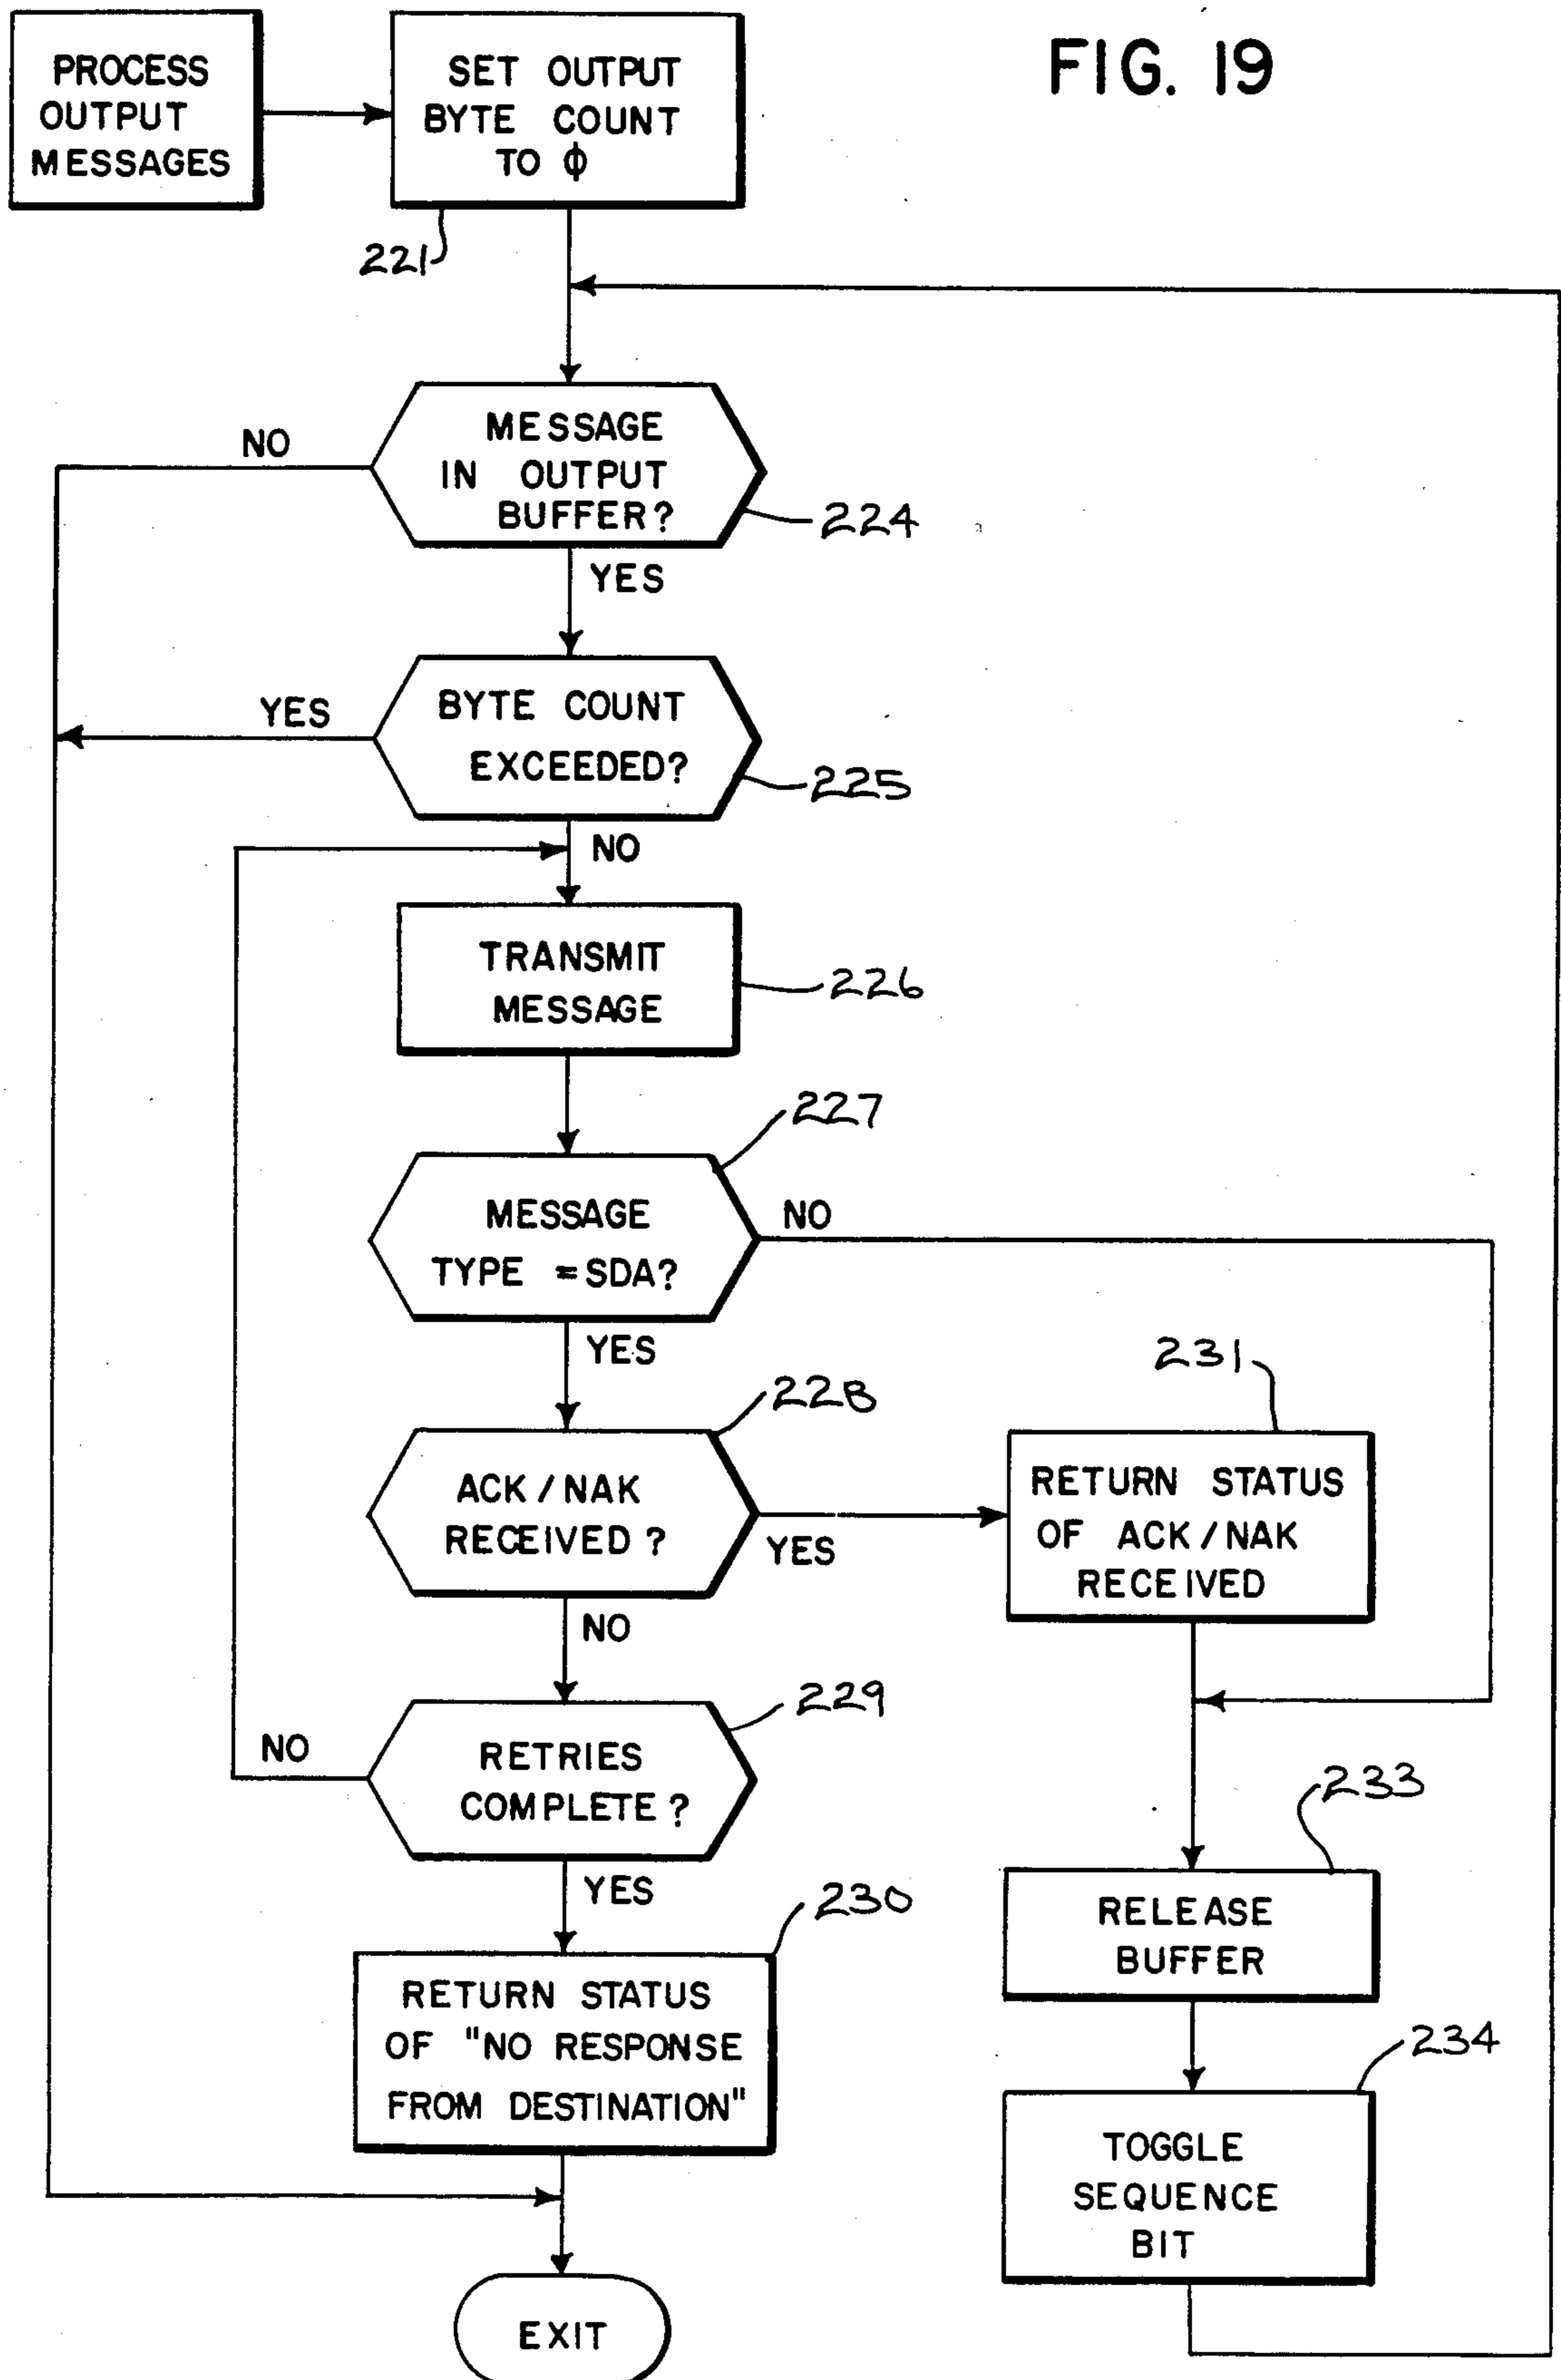 PROCESS
OUTPUT
MESSAGES
SET OUTPUT
BYTE COUNT
TO ϕ
FIG. 19
221
MESSAGE
IN OUTPUT
BUFFER?
NO
224
YES
BYTE COUNT
EXCEEDED?
YES
225
NO
TRANSMIT
MESSAGE
226
227
MESSAGE
TYPE = SDA?
NO
YES
228
231
ACK / NAK
RECEIVED ?
YES
RETURN STATUS
OF ACK / NAK
RECEIVED
NO
229
RETRIES
COMPLETE ?
NO
233
YES
230
RELEASE
BUFFER
RETURN STATUS
OF "NO RESPONSE
FROM DESTINATION"
234
TOGGLE
SEQUENCE
BIT
EXIT